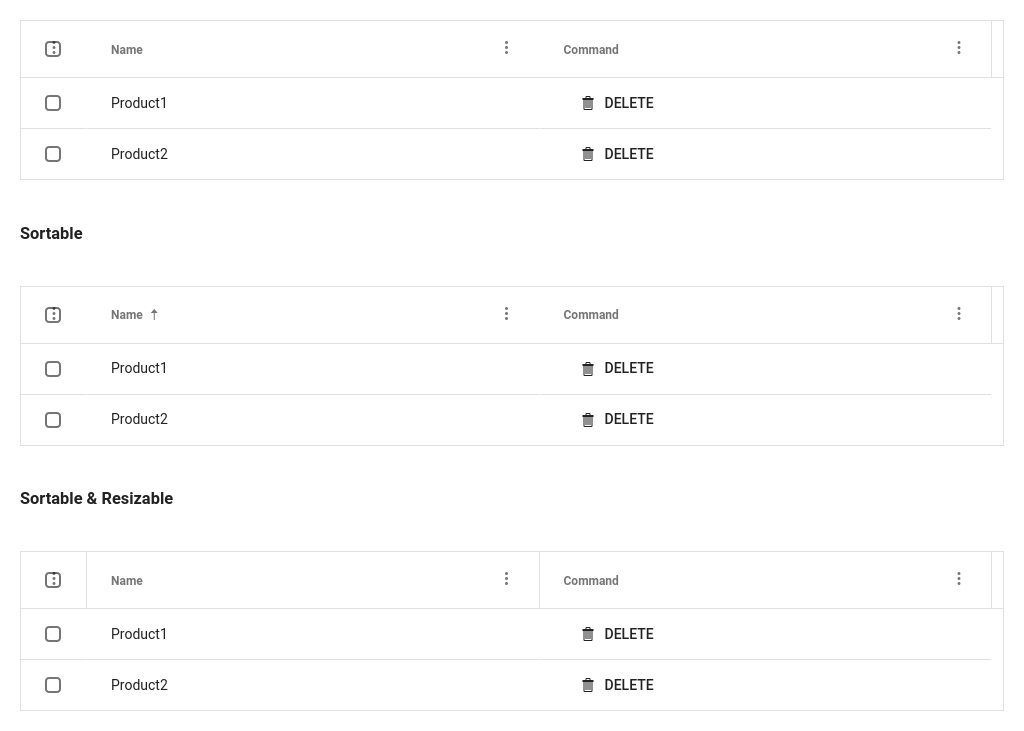 Name Command
Product1 DELETE
Product2 DELETE
Sortable
Name Command
Product1 DELETE
Product2 DELETE
Sortable & Resizable
Name Command
Product1 DELETE
Product2 DELETE